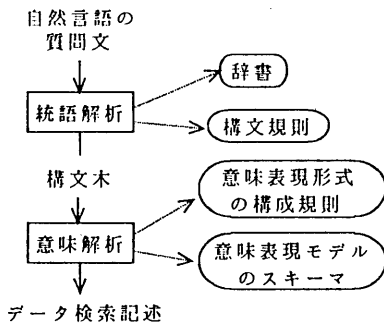 自然言語の
質問文
辞書
統語解析
構文規則
構文木
意味表現形式
の構成規則
意味解析
意味表現モデル
のスキーマ
データ検索記述